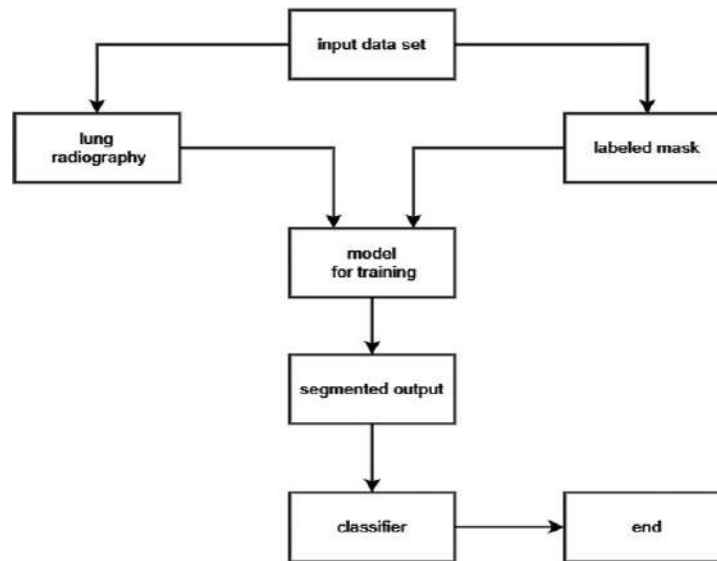 input data set
lung
radiography
labeled mask
model
for training
segmented output
classifier
end